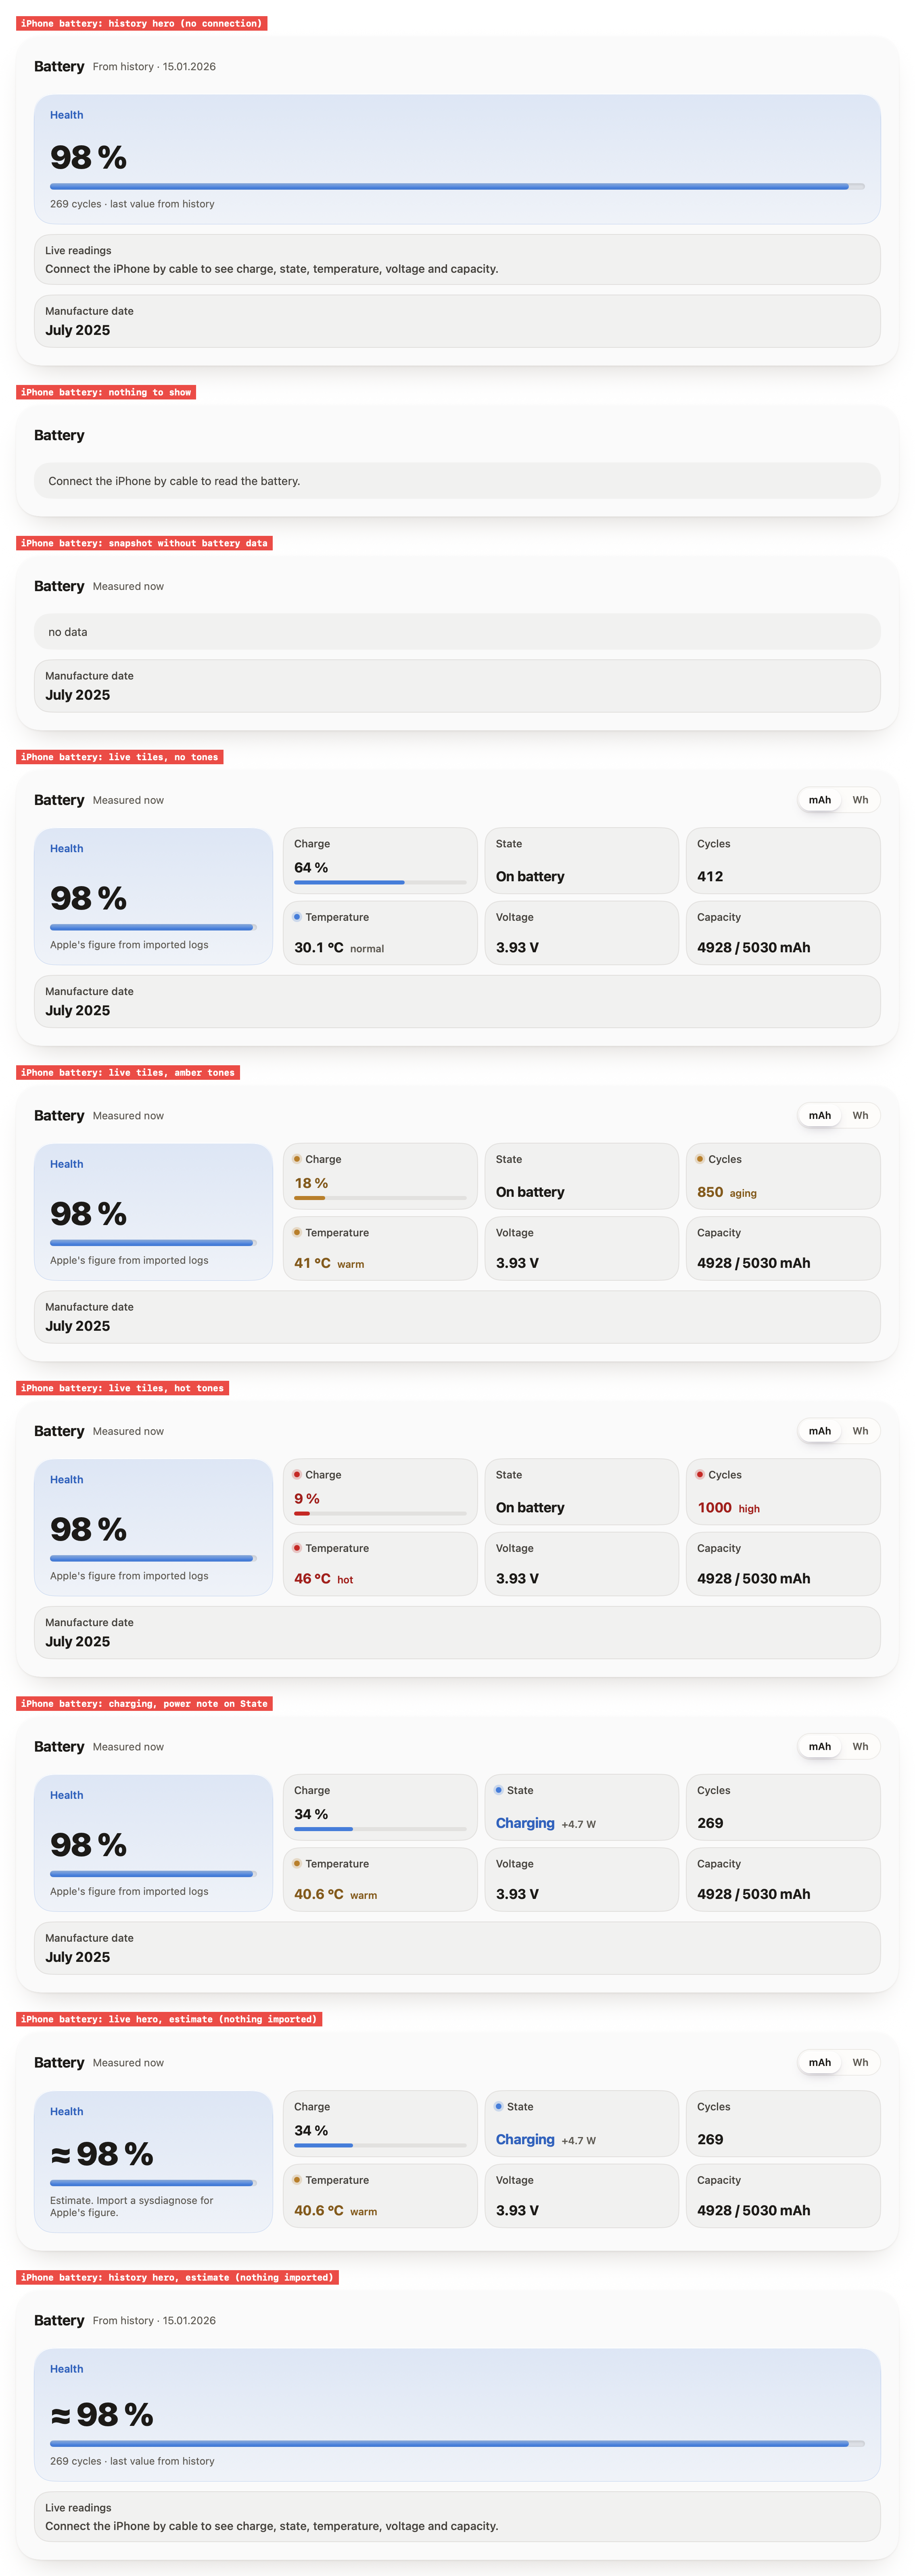 iPhone battery: history hero (no connection)
Battery From history · 15.01.2026
Health
98 %
269 cycles · last value from history
Live readings
Connect the iPhone by cable to see charge, state, temperature, voltage and capacity.
Manufacture date
July 2025
iPhone battery: nothing to show
Battery
Connect the iPhone by cable to read the battery.
iPhone battery: snapshot without battery data
Battery Measured now
no data
Manufacture date
July 2025
iPhone battery: live tiles, no tones
Battery Measured now mAh Wh
Health
98 %
Apple's figure from imported logs
Charge
64 %
State
On battery
Cycles
412
Temperature
30.1 °C normal
Voltage
3.93 V
Capacity
4928 / 5030 mAh
Manufacture date
July 2025
iPhone battery: live tiles, amber tones
Battery Measured now mAh Wh
Health
98 %
Apple's figure from imported logs
Charge
18 %
State
On battery
Cycles
850 aging
Temperature
41 °C warm
Voltage
3.93 V
Capacity
4928 / 5030 mAh
Manufacture date
July 2025
iPhone battery: live tiles, hot tones
Battery Measured now mAh Wh
Health
98 %
Apple's figure from imported logs
Charge
9 %
State
On battery
Cycles
1000 high
Temperature
46 °C hot
Voltage
3.93 V
Capacity
4928 / 5030 mAh
Manufacture date
July 2025
iPhone battery: charging, power note on State
Battery Measured now mAh Wh
Health
98 %
Apple's figure from imported logs
Charge
34 %
State
Charging +4.7 W
Cycles
269
Temperature
40.6 °C warm
Voltage
3.93 V
Capacity
4928 / 5030 mAh
Manufacture date
July 2025
iPhone battery: live hero, estimate (nothing imported)
Battery Measured now mAh Wh
Health
≈ 98 %
Estimate. Import a sysdiagnose for
Apple's figure.
Charge
34 %
State
Charging +4.7 W
Cycles
269
Temperature
40.6 °C warm
Voltage
3.93 V
Capacity
4928 / 5030 mAh
iPhone battery: history hero, estimate (nothing imported)
Battery From history · 15.01.2026
Health
≈ 98 %
269 cycles · last value from history
Live readings
Connect the iPhone by cable to see charge, state, temperature, voltage and capacity.